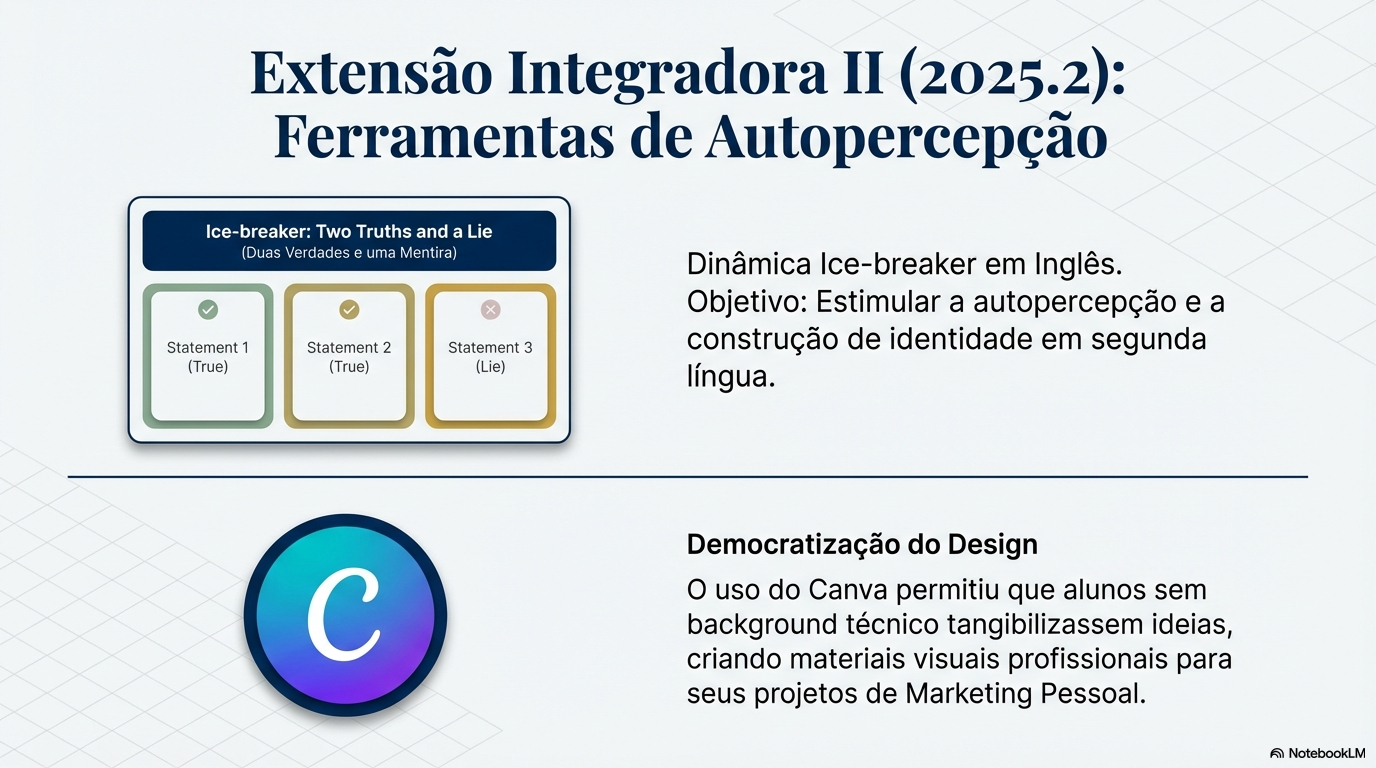 Extensão Integradora II (2025.2):
Ferramentas de Autopercepção
Ice-breaker: Two Truths and a Lie
(Duas Verdades e uma Mentira)
Statement 1
(True)
Statement 2
(True)
Statement 3
(Lie)
Dinâmica Ice-breaker em Inglês.
Objetivo: Estimular a autopercepção e a
construção de identidade em segunda
língua.
C
Democratização do Design
O uso do Canva permitiu que alunos sem
background técnico tangibilizassem ideias,
criando materiais visuais profissionais para
seus projetos de Marketing Pessoal.
NotebookLM